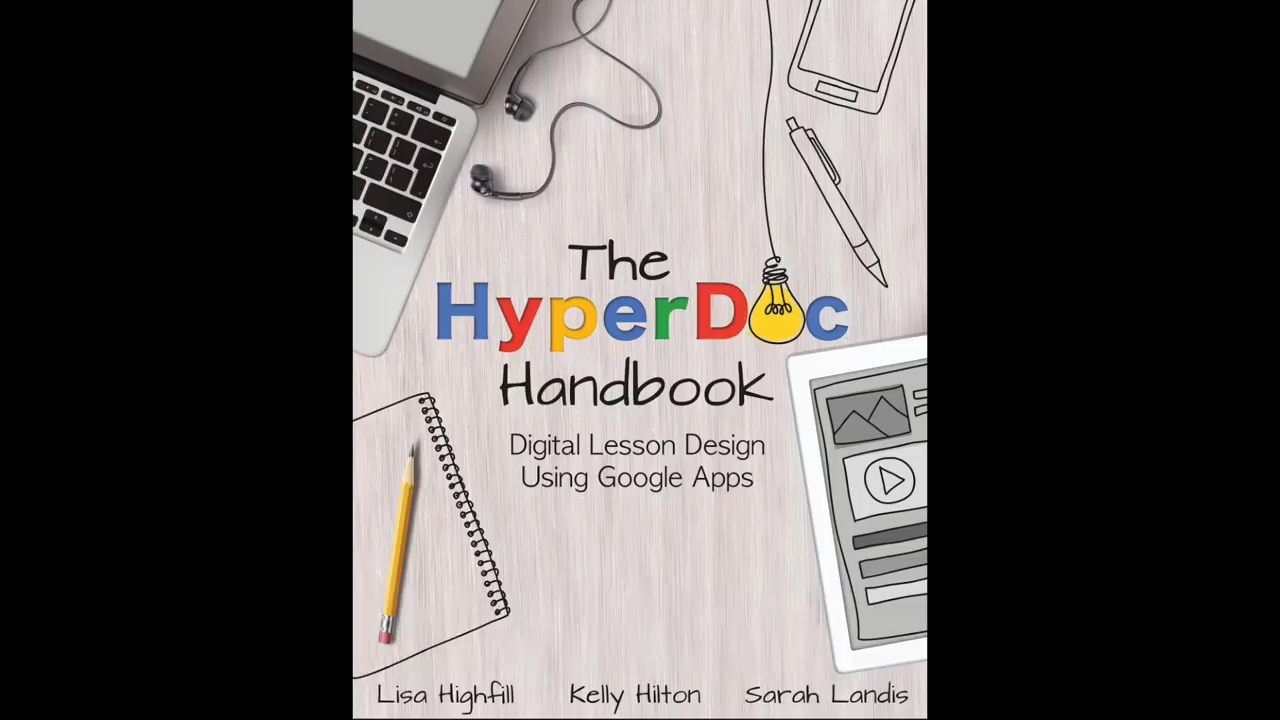 The
HyperDoc
Handbook
Digital Lesson Design
Using Google Apps
Lisa Highfill Kelly Hilton Sarah Landis